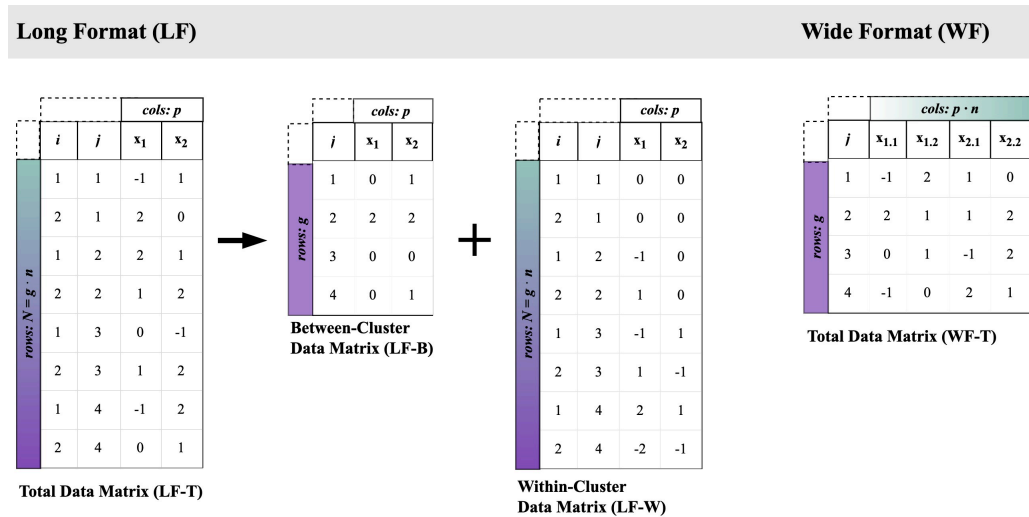 Long Format (LF)
Wide Format (WF)
cols: p
i j x1 x2
1 1 -1 1
2 1 2 0
1 2 2 1
2 2 1 2
1 3 0 -1
2 3 1 2
1 4 -1 2
2 4 0 1
rows: N = g · n
Total Data Matrix (LF-T)
cols: p
j x1 x2
1 0 1
2 2 2
3 0 0
4 0 1
rows: g
Between-Cluster
Data Matrix (LF-B)
+
cols: p
i j x1 x2
1 1 0 0
2 1 0 0
1 2 -1 0
2 2 1 0
1 3 -1 1
2 3 1 -1
1 4 2 1
2 4 -2 -1
rows: N = g · n
Within-Cluster
Data Matrix (LF-W)
cols: p · n
j x1.1 x1.2 x2.1 x2.2
1 -1 2 1 0
2 2 1 1 2
3 0 1 -1 2
4 -1 0 2 1
rows: g
Total Data Matrix (WF-T)